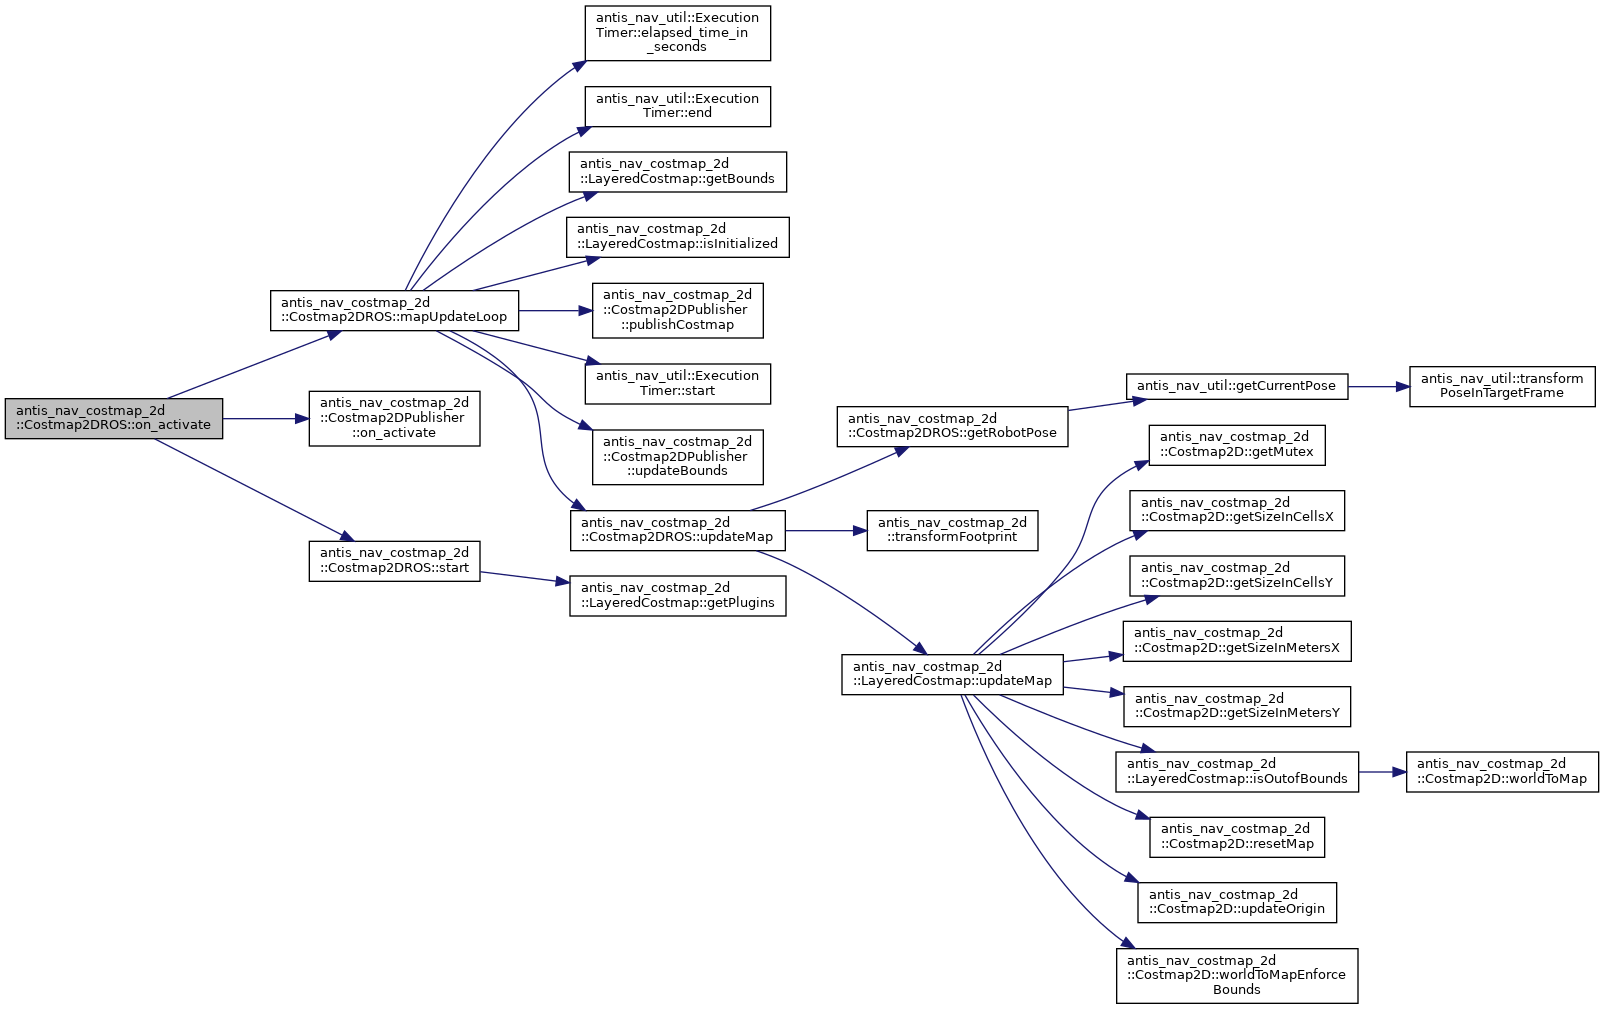 antis_nav_costmap_2d
::Costmap2DROS::on_activate
antis_nav_costmap_2d
::Costmap2DROS::mapUpdateLoop
antis_nav_costmap_2d
::Costmap2DPublisher
::on_activate
antis_nav_costmap_2d
::Costmap2DROS::start
antis_nav_util::Execution
Timer::elapsed_time_in
_seconds
antis_nav_util::Execution
Timer::end
antis_nav_costmap_2d
::LayeredCostmap::getBounds
antis_nav_costmap_2d
::LayeredCostmap::isInitialized
antis_nav_costmap_2d
::Costmap2DPublisher
::publishCostmap
antis_nav_util::Execution
Timer::start
antis_nav_costmap_2d
::Costmap2DPublisher
::updateBounds
antis_nav_costmap_2d
::Costmap2DROS::updateMap
antis_nav_costmap_2d
::LayeredCostmap::getPlugins
antis_nav_costmap_2d
::Costmap2DROS::getRobotPose
antis_nav_costmap_2d
::transformFootprint
antis_nav_costmap_2d
::LayeredCostmap::updateMap
antis_nav_util::getCurrentPose
antis_nav_util::transform
PoseInTargetFrame
antis_nav_costmap_2d
::Costmap2D::getMutex
antis_nav_costmap_2d
::Costmap2D::getSizeInCellsX
antis_nav_costmap_2d
::Costmap2D::getSizeInCellsY
antis_nav_costmap_2d
::Costmap2D::getSizeInMetersX
antis_nav_costmap_2d
::Costmap2D::getSizeInMetersY
antis_nav_costmap_2d
::LayeredCostmap::isOutofBounds
antis_nav_costmap_2d
::Costmap2D::worldToMap
antis_nav_costmap_2d
::Costmap2D::resetMap
antis_nav_costmap_2d
::Costmap2D::updateOrigin
antis_nav_costmap_2d
::Costmap2D::worldToMapEnforce
Bounds